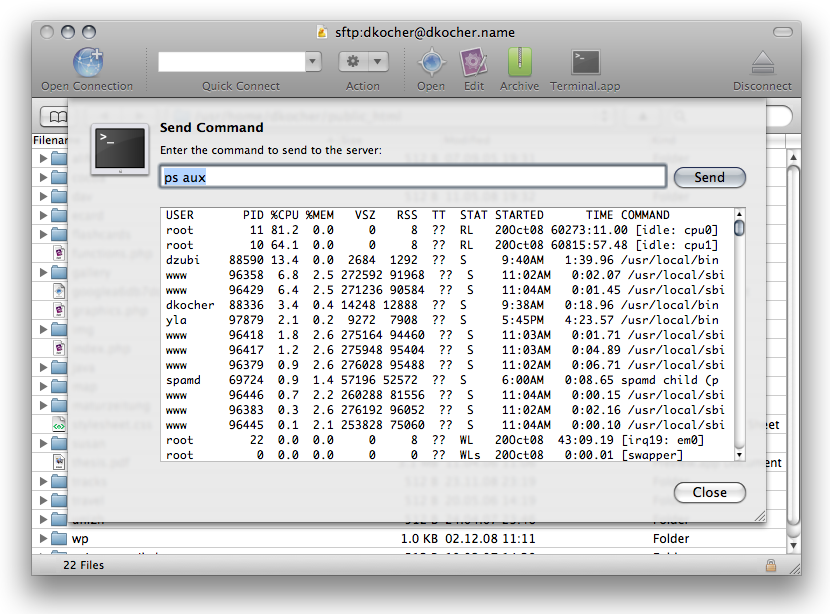 sftp:dkocher@dkocher.name
Open Connection
Quick Connect
Action
Open
Edit
Archive
Terminal.app
Disconnect
Send Command
Enter the command to send to the server:
ps aux
Send
USER PID %CPU %MEM VSZ RSS TT STAT STARTED TIME COMMAND
root 11 81.2 0.0 0 8 ?? RL 20Oct08 60273:11.00 [idle: cpu0]
root 10 64.1 0.0 0 8 ?? RL 20Oct08 60815:57.48 [idle: cpu1]
dzubi 88590 13.4 0.0 2684 1292 ?? S 9:40AM 1:39.96 /usr/local/bin
www 96358 6.8 2.5 272592 91968 ?? S 11:02AM 0:02.07 /usr/local/sbi
www 96429 6.4 2.5 271236 90584 ?? S 11:04AM 0:01.45 /usr/local/sbi
dkocher 88336 3.4 0.4 14248 12888 ?? S 9:38AM 0:18.96 /usr/local/bin
yla 97879 2.1 0.2 9272 7908 ?? S 5:45PM 4:23.57 /usr/local/bin
www 96418 1.8 2.6 275164 94460 ?? S 11:03AM 0:01.71 /usr/local/sbi
www 96417 1.2 2.6 275948 95404 ?? S 11:03AM 0:04.89 /usr/local/sbi
www 96379 0.9 2.6 276028 95488 ?? S 11:02AM 0:06.71 /usr/local/sbi
spamd 69724 0.9 1.4 57196 52572 ?? S 6:00AM 0:08.65 spamd child (p
www 96446 0.7 2.2 260288 81556 ?? S 11:04AM 0:00.15 /usr/local/sbi
www 96383 0.3 2.6 276192 96052 ?? S 11:02AM 0:02.16 /usr/local/sbi
www 96445 0.1 2.1 253828 75060 ?? S 11:04AM 0:00.10 /usr/local/sbi
root 22 0.0 0.0 0 8 ?? WL 20Oct08 43:09.19 [irq19: em0]
root 0 0.0 0.0 0 0 ?? WLs 20Oct08 0:00.01 [swapper]
Close
wp 1.0 KB 02.12.08 11:11 Folder
22 Files